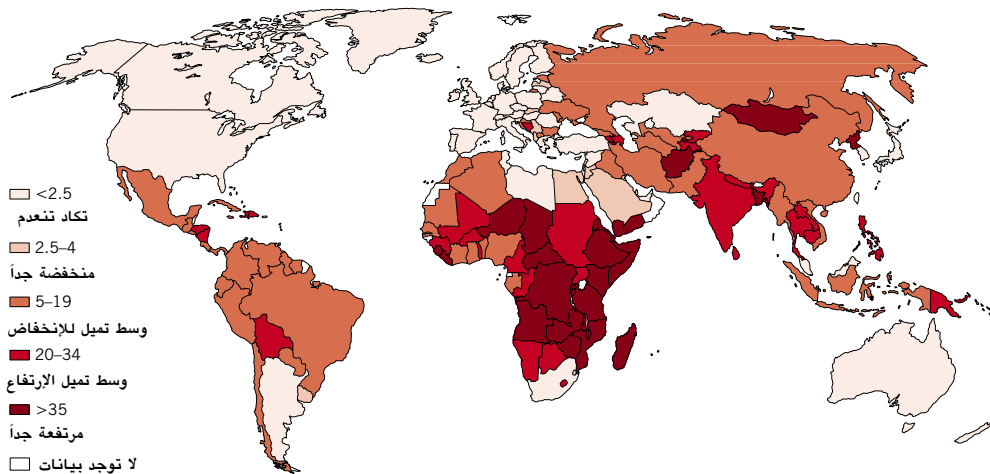 <2.5
تكاد تنعدم
2.5–4
منخفضة جداً
5–19
وسط تميل للإنخفاض
20–34
وسط تميل الإرتفاع
>35
مرتفعة جداً
لا توجد بيانات